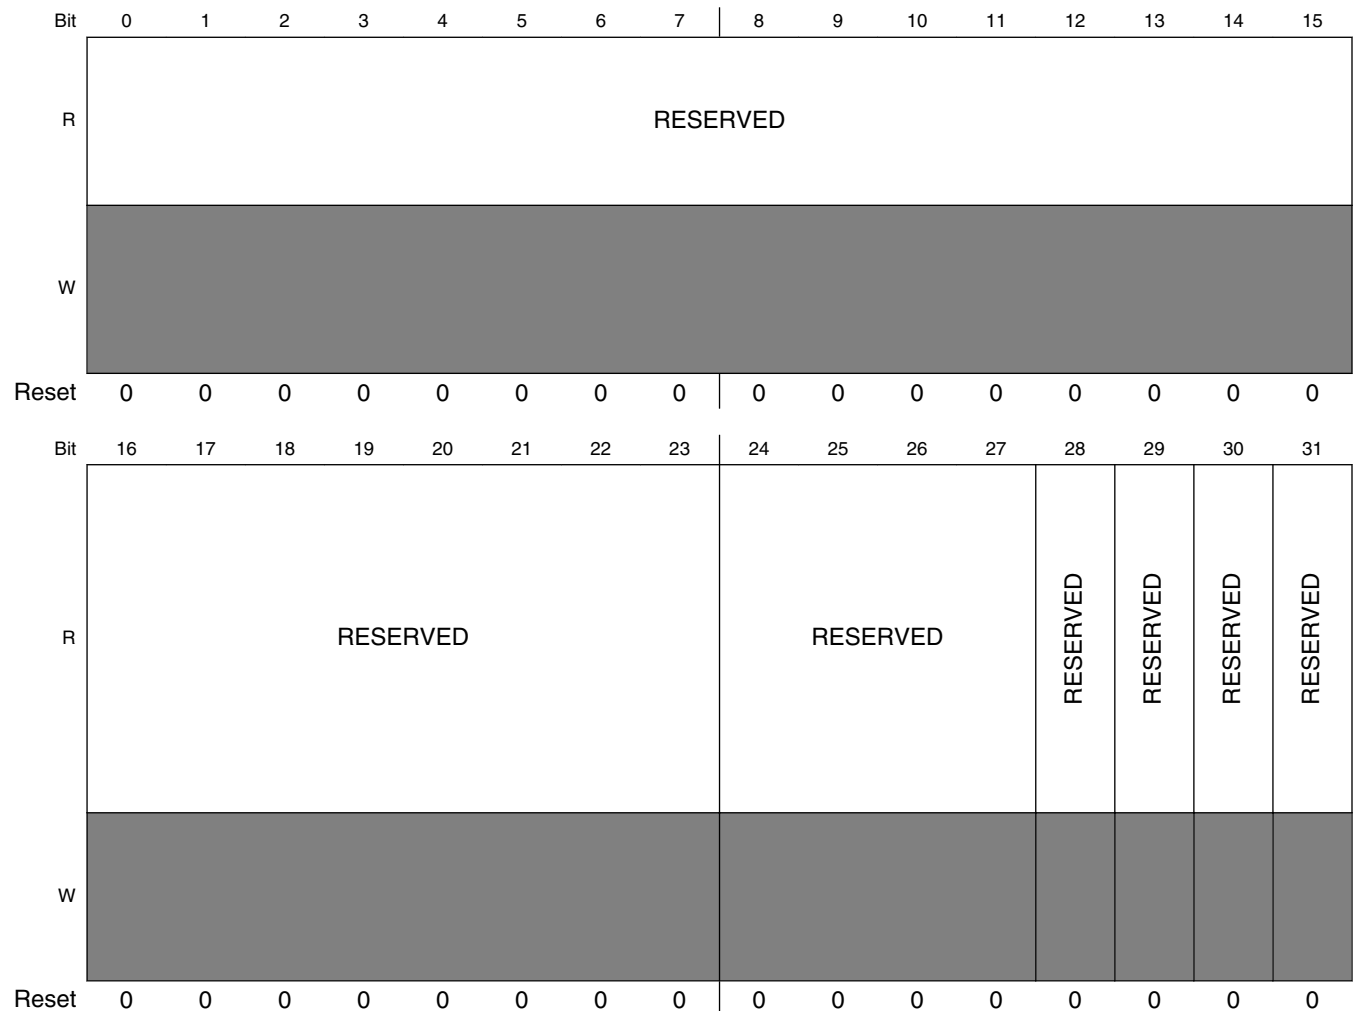 Bit 0 1 2 3 4 5 6 7 8 9 10 11 12 13 14 15
R RESERVED
W
Reset 0 0 0 0 0 0 0 0 0 0 0 0 0 0 0 0
Bit 16 17 18 19 20 21 22 23 24 25 26 27 28 29 30 31
R RESERVED RESERVED RESERVED RESERVED RESERVED RESERVED
W
Reset 0 0 0 0 0 0 0 0 0 0 0 0 0 0 0 0